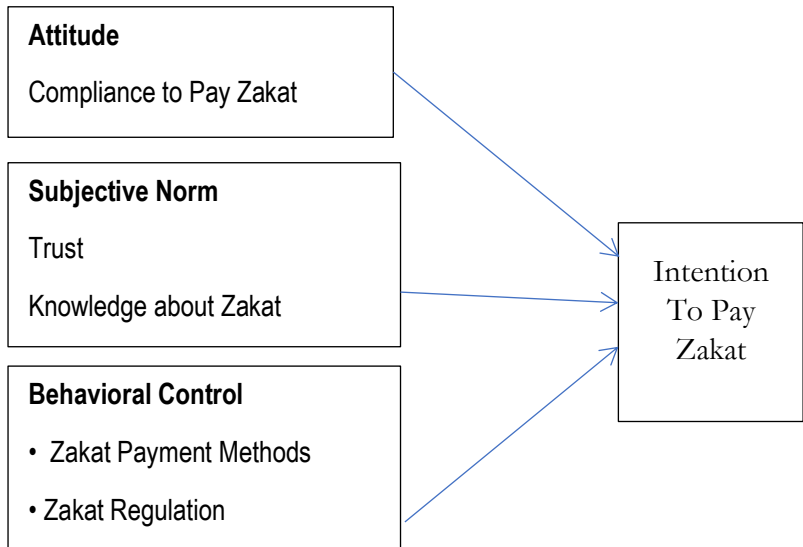 Attitude
Compliance to Pay Zakat
Subjective Norm
Trust
Knowledge about Zakat
Behavioral Control
• Zakat Payment Methods
• Zakat Regulation
Intention
To Pay
Zakat